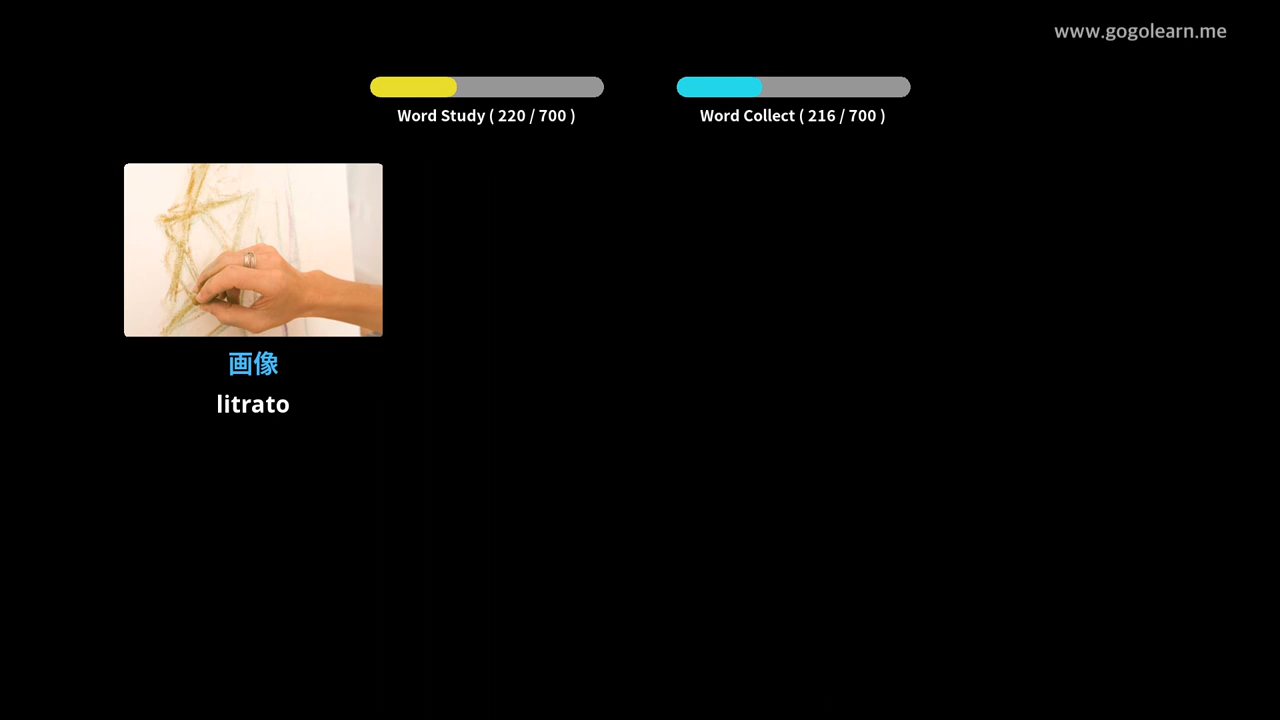 www.gogolearn.me
Word Study ( 220 / 700 )
Word Collect ( 216 / 700 )
画像
litrato